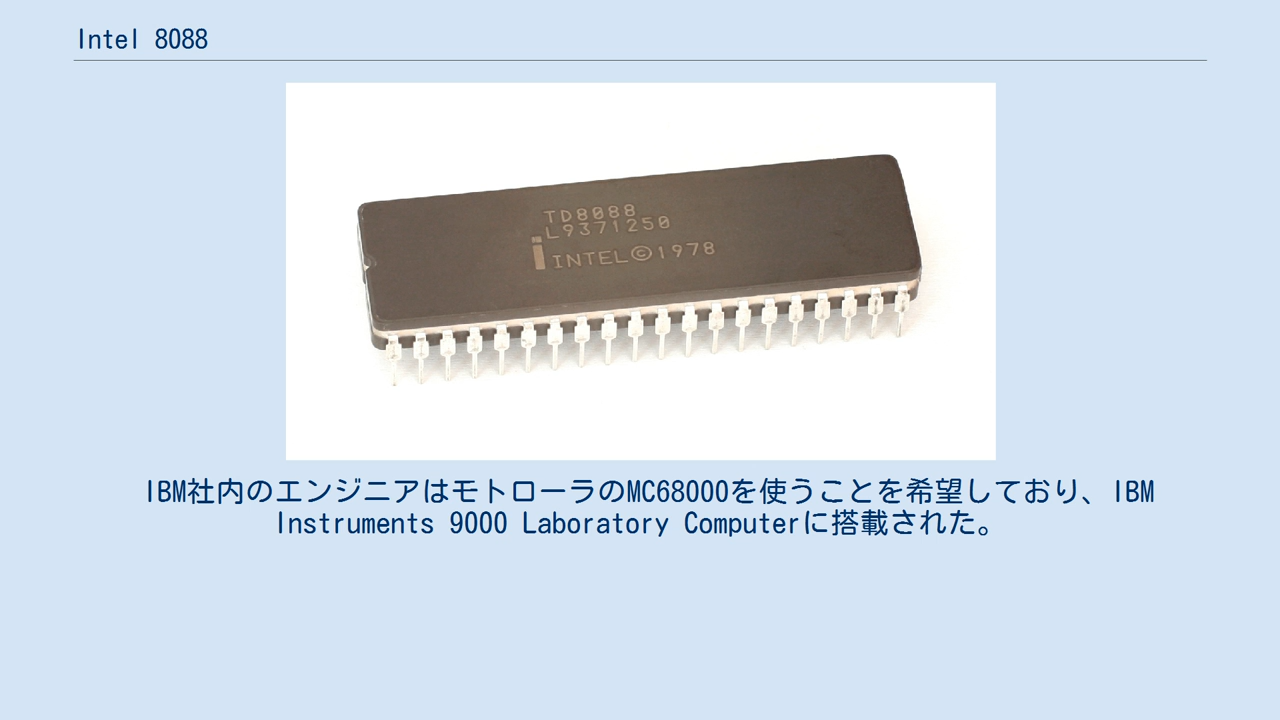 Intel 8088
TD8088
L9371250
INTEL©1978
IBM社内のエンジニアはモトローラのMC68000を使うことを希望しており、IBM
Instruments 9000 Laboratory Computerに搭載された。